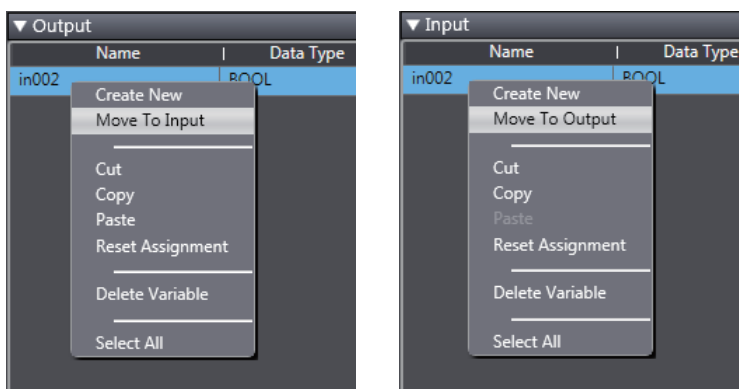 ▼ Output
Name | Data Type
in002 BOOL
Create New
Move To Input
Cut
Copy
Paste
Reset Assignment
Delete Variable
Select All
▼ Input
Name | Data Type
in002 BOOL
Create New
Move To Output
Cut
Copy
Paste
Reset Assignment
Delete Variable
Select All